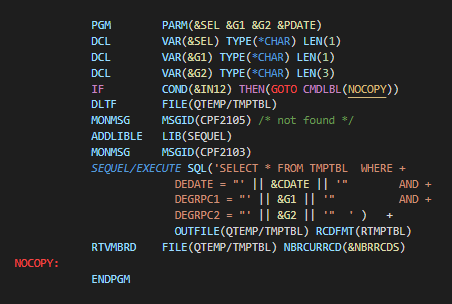 PGM PARM(&SEL &G1 &G2 &PDATE)
DCL VAR(&SEL) TYPE(*CHAR) LEN(1)
DCL VAR(&G1) TYPE(*CHAR) LEN(1)
DCL VAR(&G2) TYPE(*CHAR) LEN(3)
IF COND(&IN12) THEN(GOTO CMDLBL(NOCOPY))
DLTF FILE(QTEMP/TMPTBL)
MONMSG MSGID(CPF2105) /* not found */
ADDLIBLE LIB(SEQUEL)
MONMSG MSGID(CPF2103)
SEQUEL/EXECUTE SQL('SELECT * FROM TMPTBL WHERE +
DEDATE = "' || &CDATE || '" AND +
DEGRPC1 = "' || &G1 || '" AND +
DEGRPC2 = "' || &G2 || '" ' ) +
OUTFILE(QTEMP/TMPTBL) RCDFMT(RTMPTBL)
RTVMBRD FILE(QTEMP/TMPTBL) NBRCURRCD(&NBRRCDS)
NOCOPY:
ENDPGM